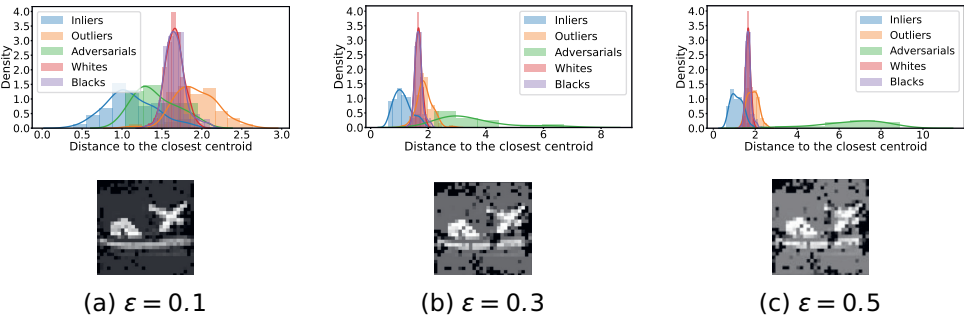 4.0
3.5
3.0
2.5
2.0
1.5
1.0
0.5
0.0
Density
Inliers
Outliers
Adversarials
Whites
Blacks
0.0 0.5 1.0 1.5 2.0 2.5 3.0
Distance to the closest centroid
4.0
3.5
3.0
2.5
2.0
1.5
1.0
0.5
0.0
Density
Inliers
Outliers
Adversarials
Whites
Blacks
0 2 4 6 8
Distance to the closest centroid
4.0
3.5
3.0
2.5
2.0
1.5
1.0
0.5
0.0
Density
Inliers
Outliers
Adversarials
Whites
Blacks
0 2 4 6 8 10
Distance to the closest centroid
(a) ε = 0.1
(b) ε = 0.3
(c) ε = 0.5